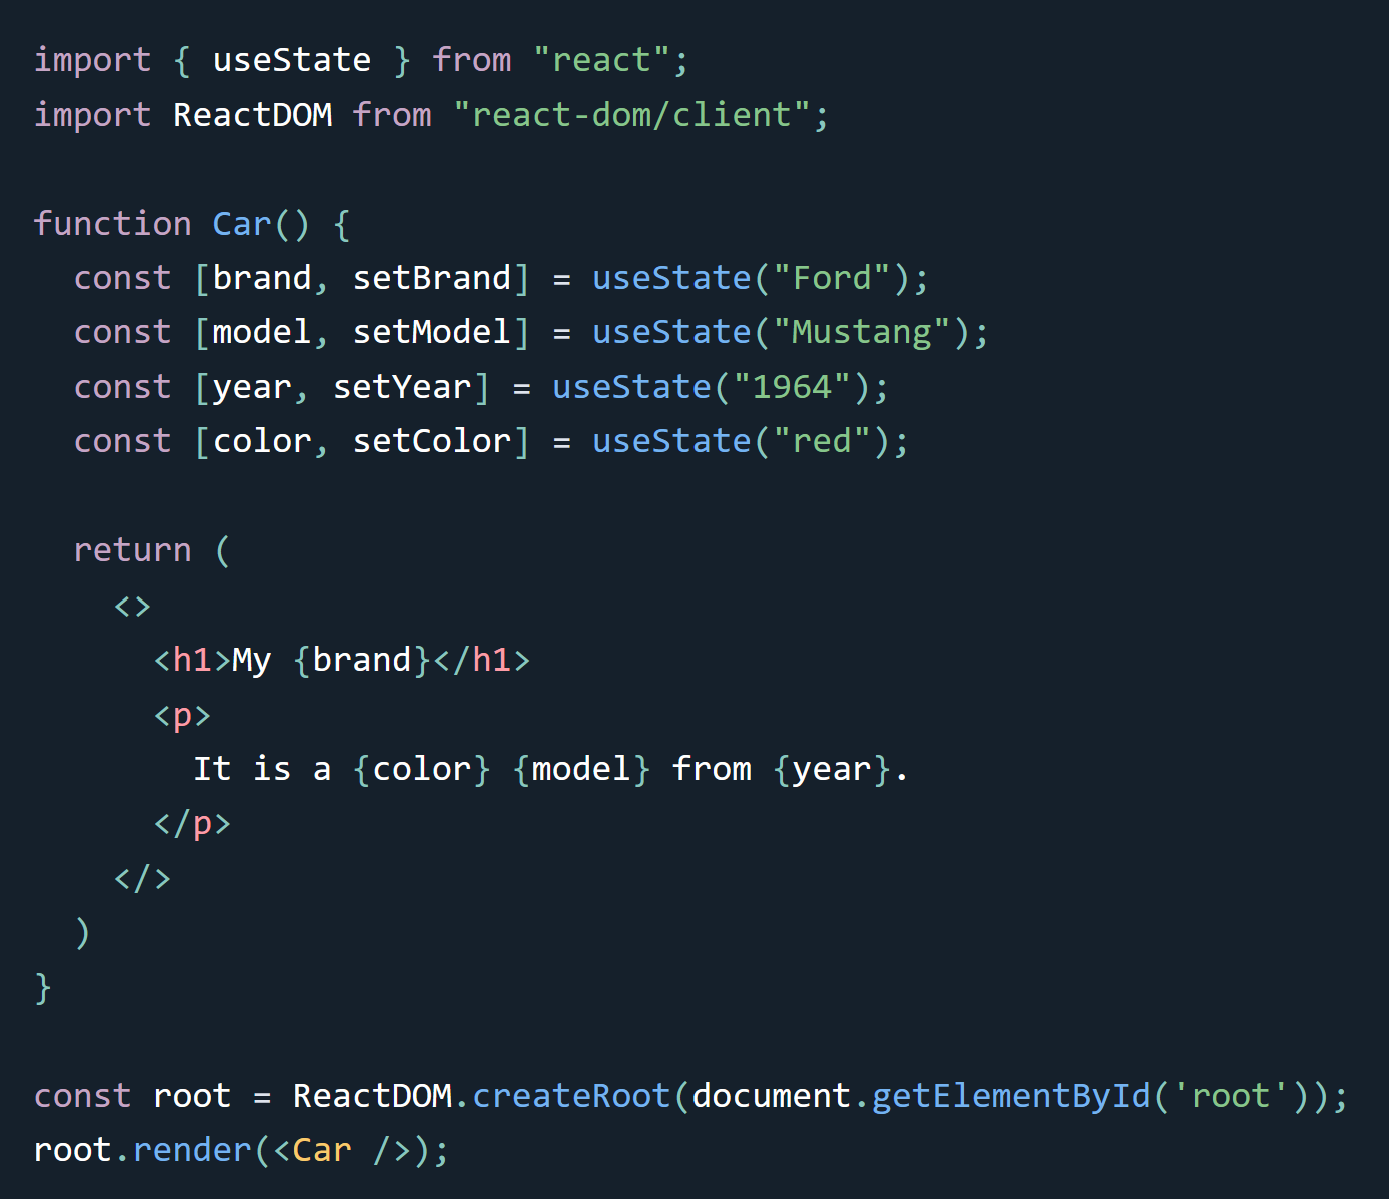 import { useState } from "react";
import ReactDOM from "react-dom/client";

function Car() {
  const [brand, setBrand] = useState("Ford");
  const [model, setModel] = useState("Mustang");
  const [year, setYear] = useState("1964");
  const [color, setColor] = useState("red");

  return (
    <>
      <h1>My {brand}</h1>
      <p>
        It is a {color} {model} from {year}.
      </p>
    </>
  )
}

const root = ReactDOM.createRoot(document.getElementById('root'));
root.render(<Car />);